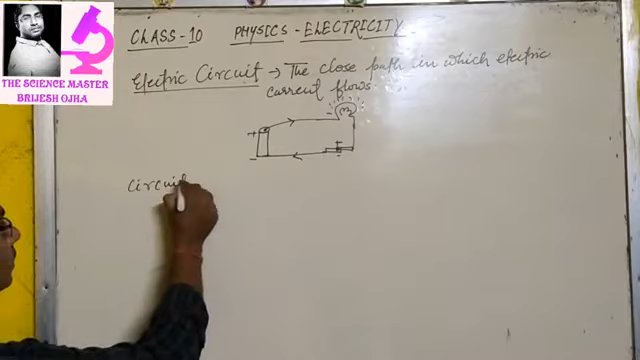 CLASS-10 PHYSICS - ELECTRICITY
Electric Circuit → The close path in which electric
current flows.
+
-
Circuit
THE SCIENCE MASTER
BRIJESH OJHA